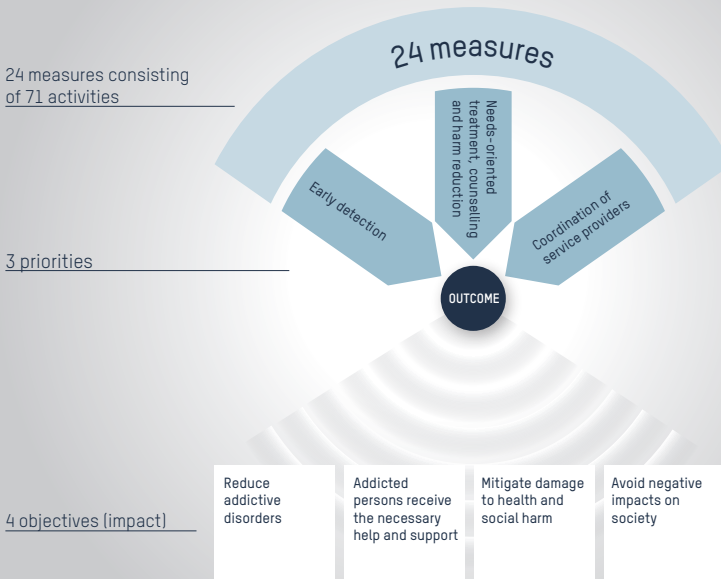 24 measures
24 measures consisting
of 71 activities
Early detection
Needs-oriented
treatment, counselling
and harm reduction
Coordination of
service providers
3 priorities
OUTCOME
4 objectives (impact)
Reduce
addictive
disorders
Addicted
persons receive
the necessary
help and support
Mitigate damage
to health and
social harm
Avoid negative
impacts on
society